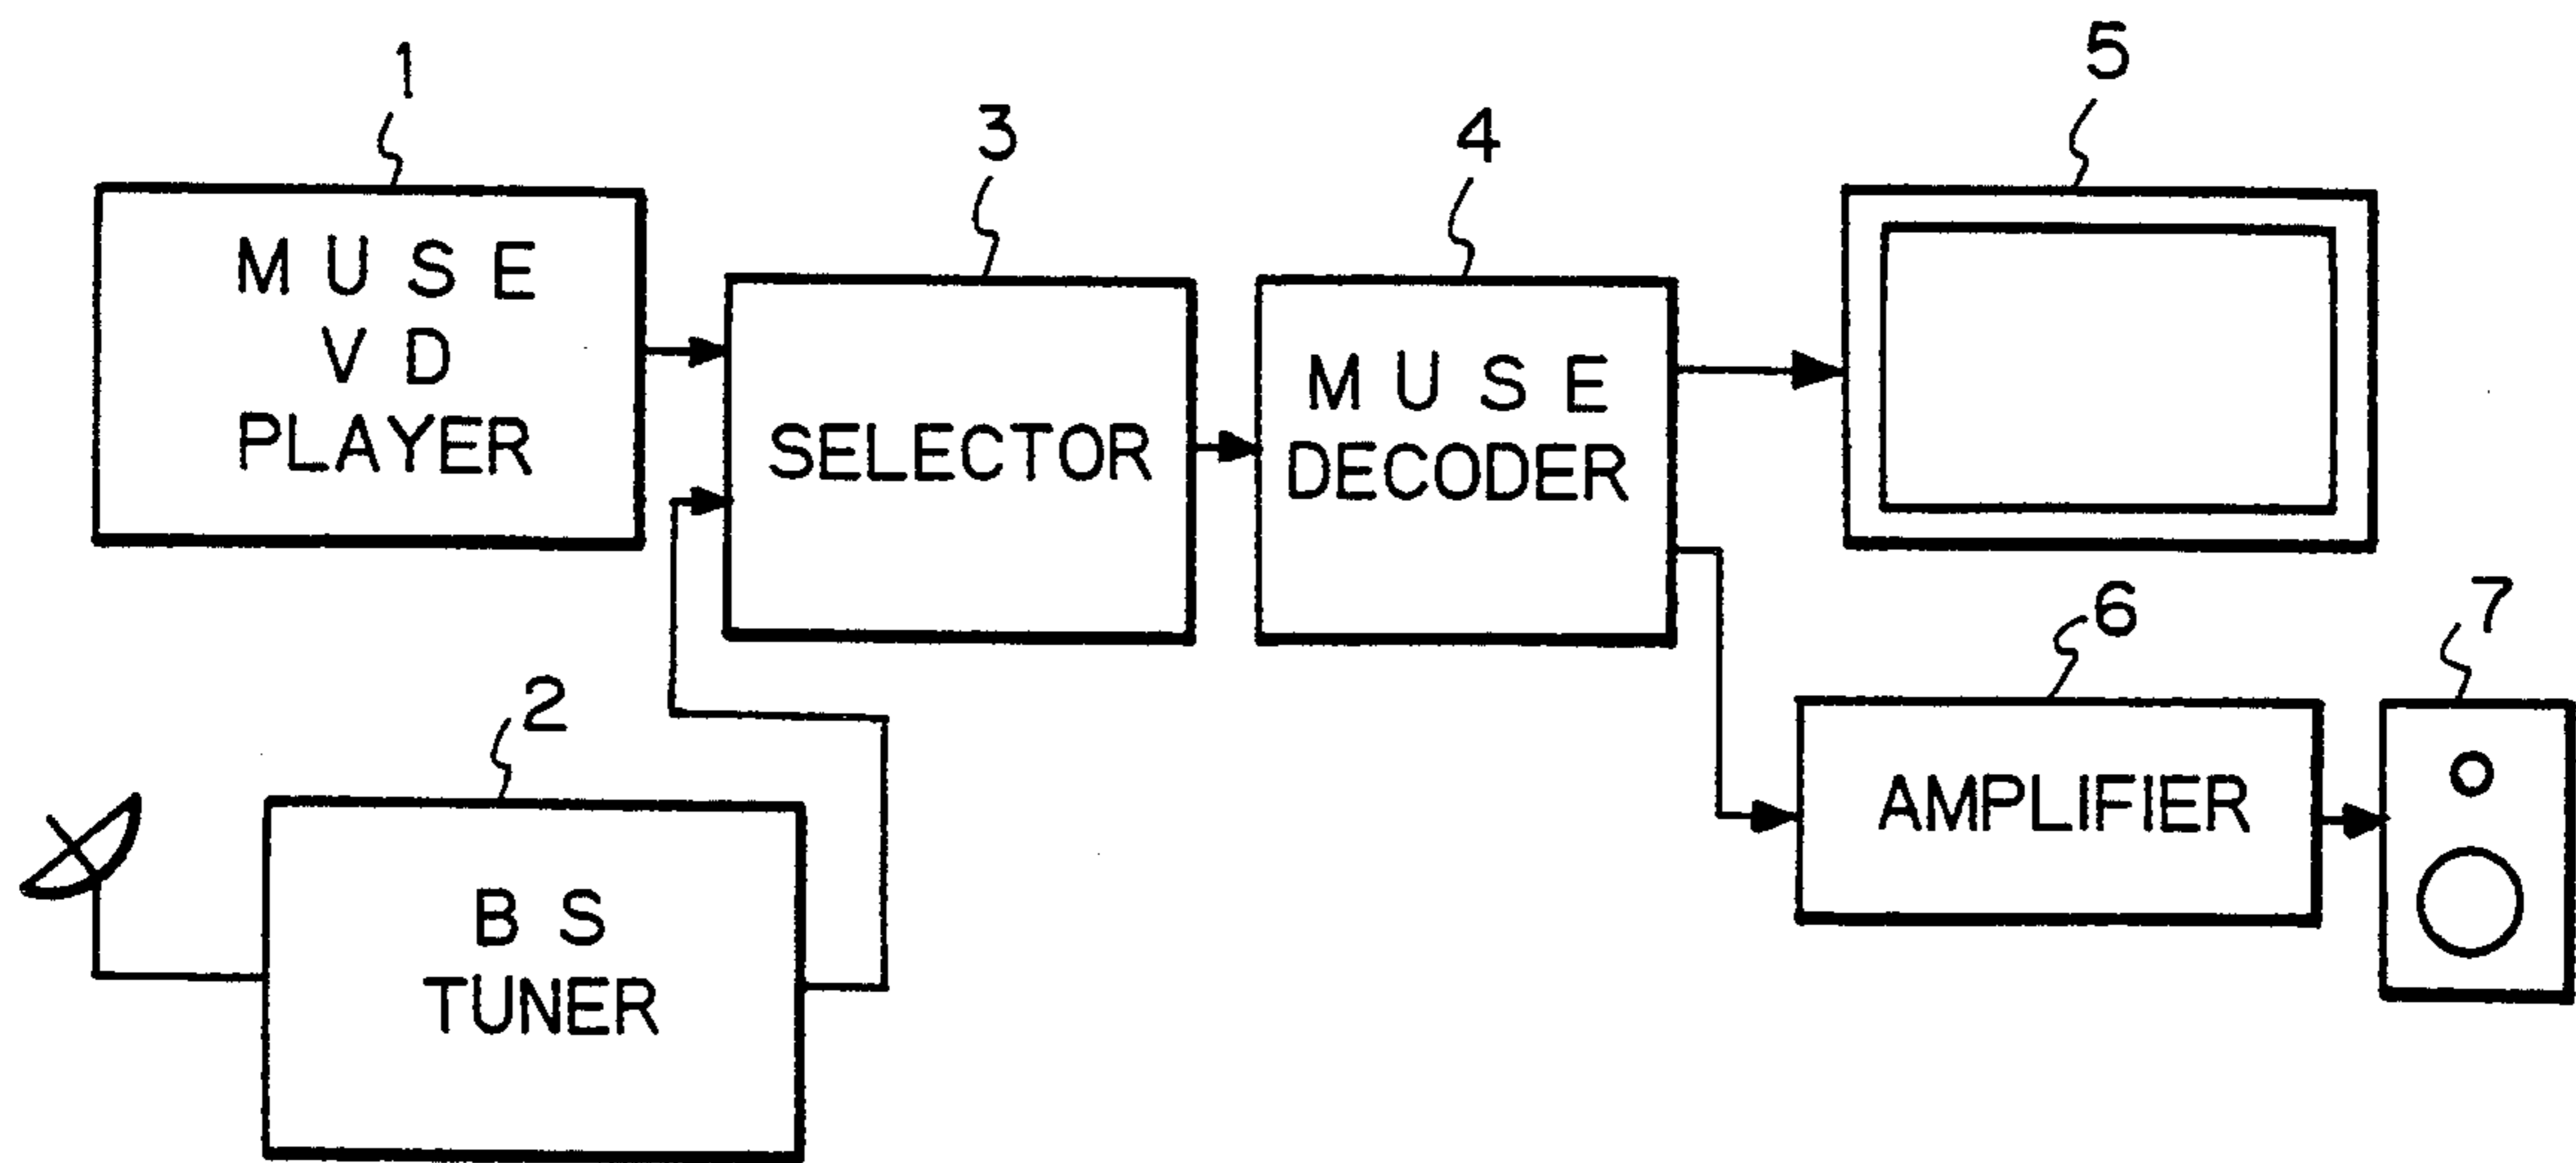 1
M U S E
V D
PLAYER
2
B S
TUNER
3
SELECTOR
4
M U S E
DECODER
5
6
AMPLIFIER
7